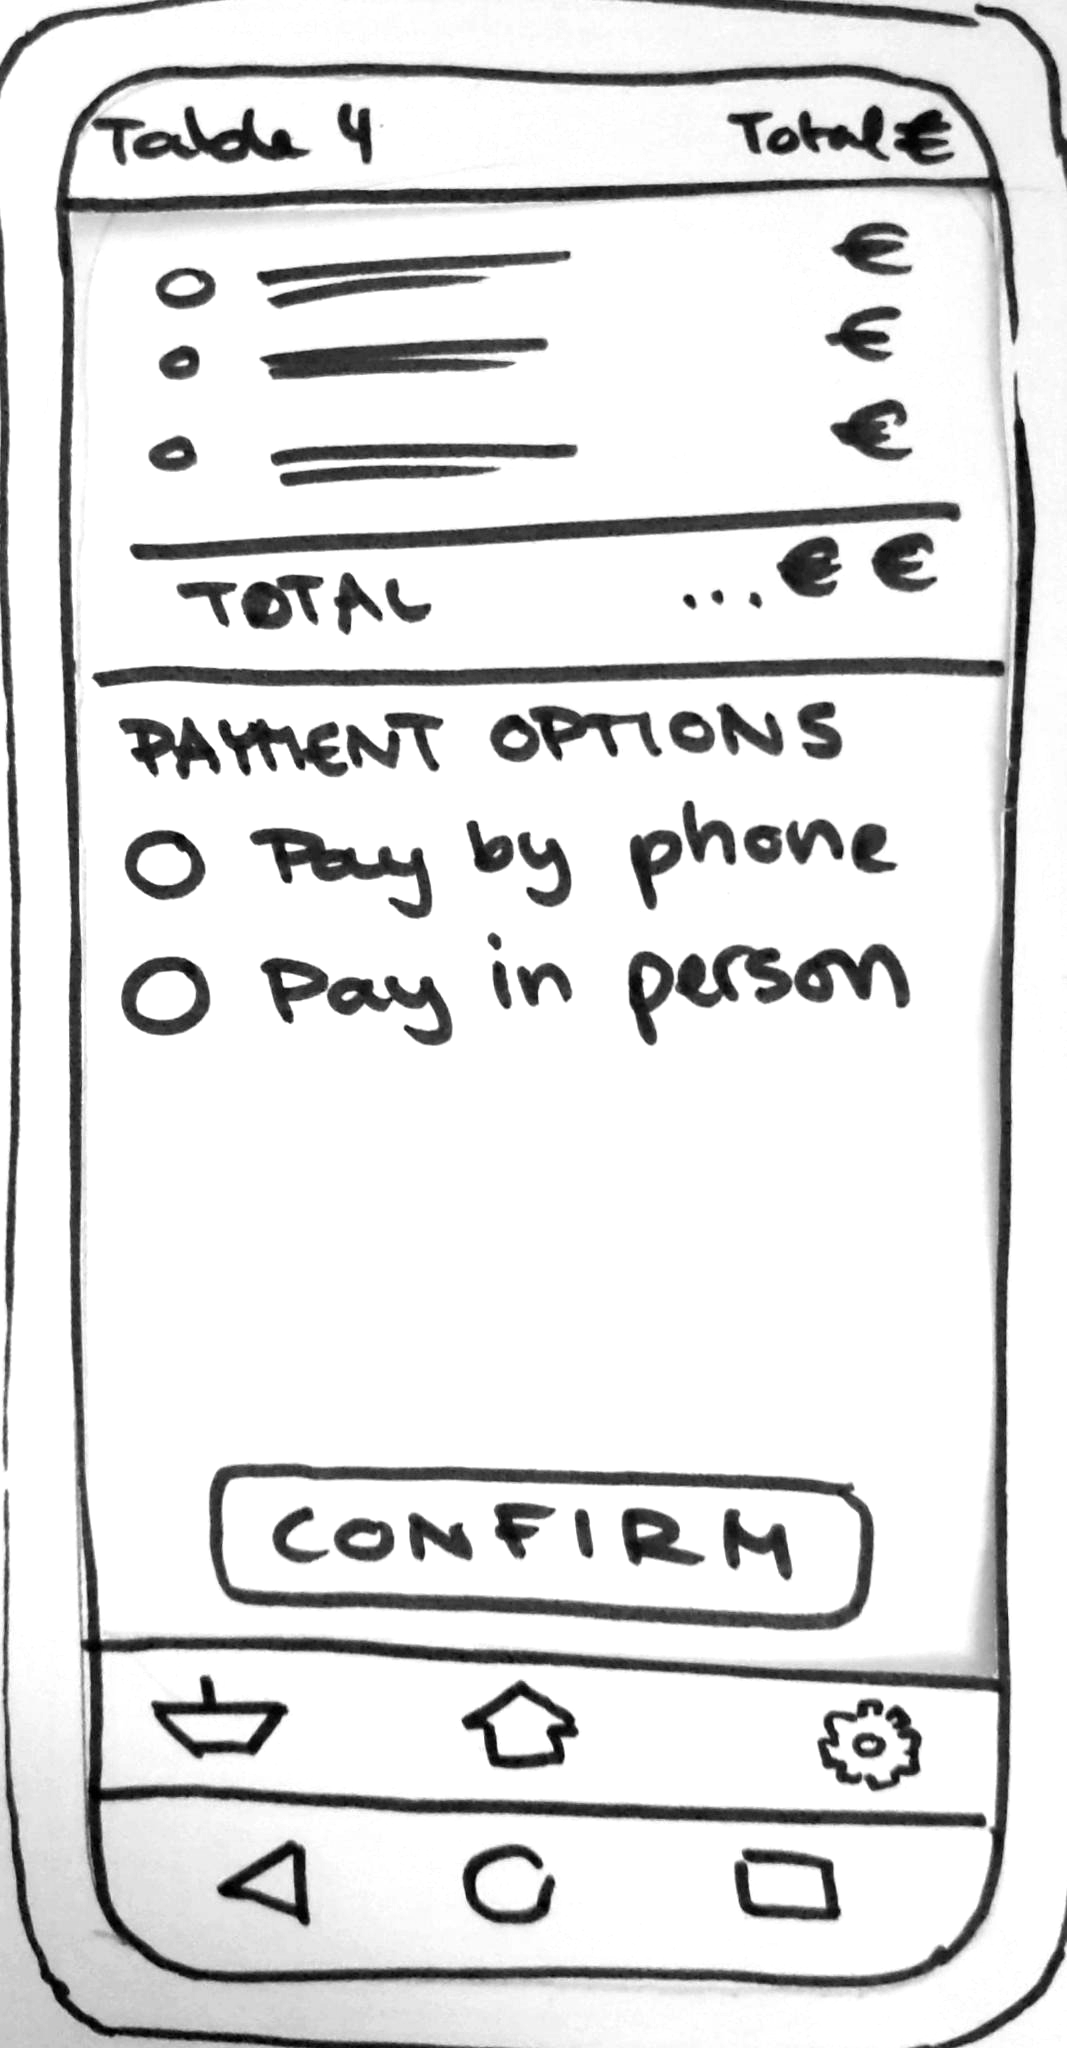 Table 4 Total €
€
€
€
TOTAL ...€ €
PAYMENT OPTIONS
Pay by phone
Pay in person
CONFIRM